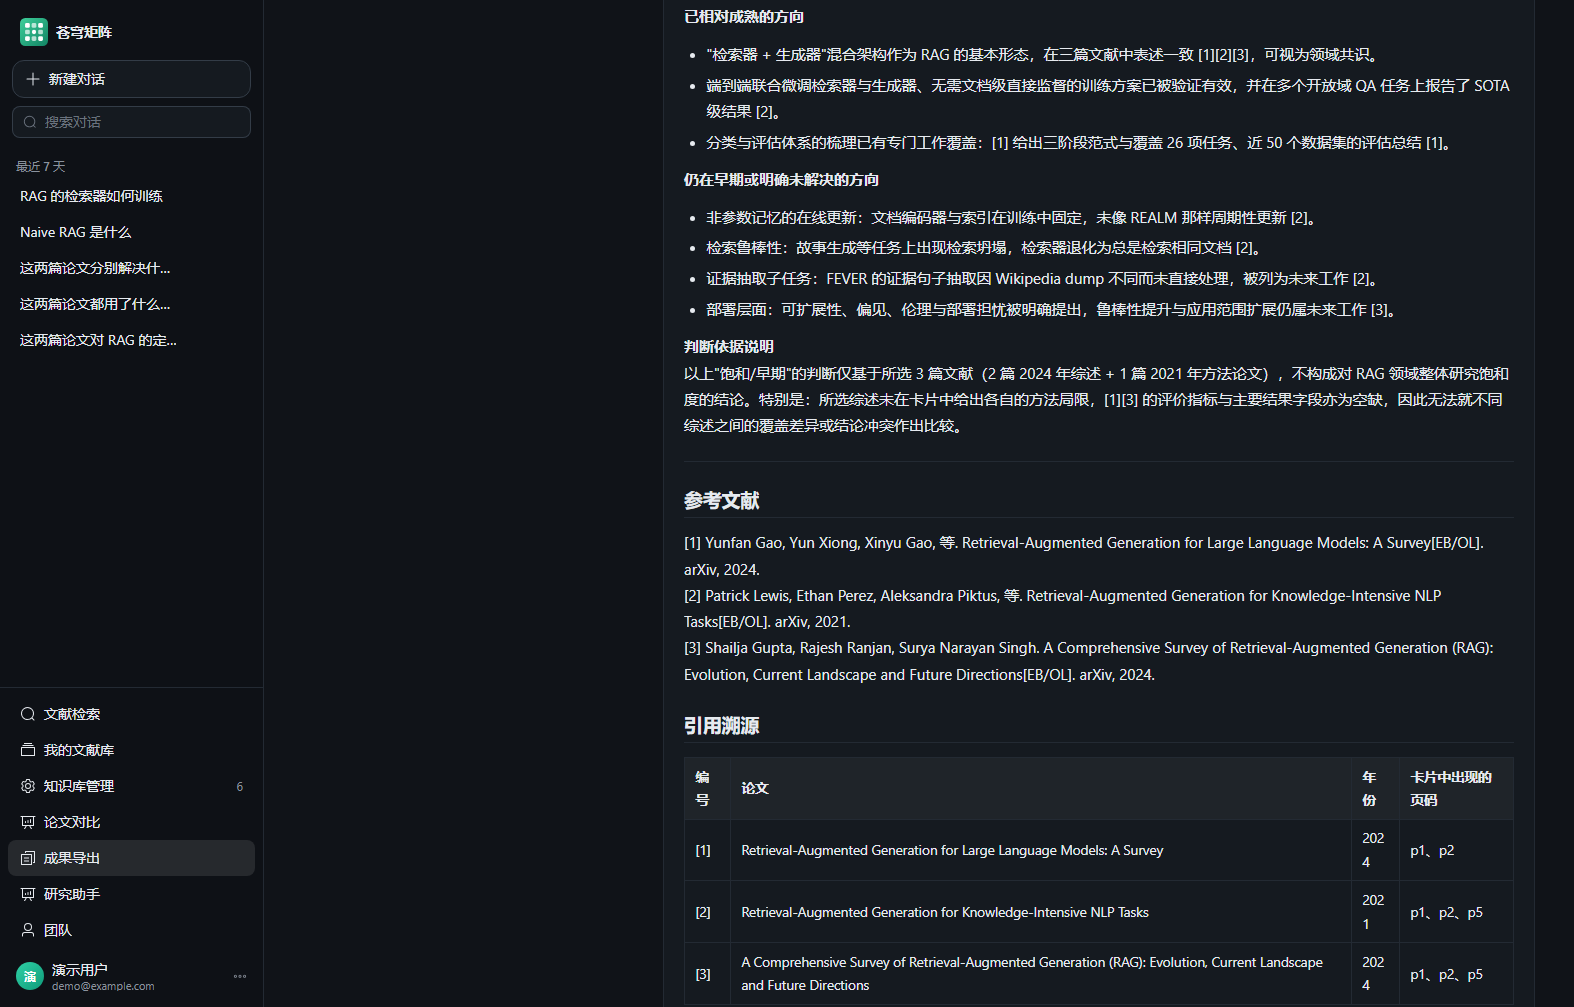 苍穹矩阵
新建对话
搜索对话
最近 7 天
RAG 的检索器如何训练
Naive RAG 是什么
这两篇论文分别解决什...
这两篇论文都用了什么...
这两篇论文对 RAG 的定...
文献检索
我的文献库
知识库管理 6
论文对比
成果导出
研究助手
团队
演 演示用户 ...
demo@example.com
已相对成熟的方向
• "检索器 + 生成器"混合架构作为 RAG 的基本形态，在三篇文献中表述一致 [1][2][3]，可视为领域共识。
• 端到端联合微调检索器与生成器、无需文档级直接监督的训练方案已被验证有效，并在多个开放域 QA 任务上报告了 SOTA
级结果 [2]。
• 分类与评估体系的梳理已有专门工作覆盖：[1] 给出三阶段范式与覆盖 26 项任务、近 50 个数据集的评估总结 [1]。
仍在早期或明确未解决的方向
• 非参数记忆的在线更新：文档编码器与索引在训练中固定，未像 REALM 那样周期性更新 [2]。
• 检索鲁棒性：故事生成等任务上出现检索坍塌，检索器退化为总是检索相同文档 [2]。
• 证据抽取子任务：FEVER 的证据句子抽取因 Wikipedia dump 不同而未直接处理，被列为未来工作 [2]。
• 部署层面：可扩展性、偏见、伦理与部署担忧被明确提出，鲁棒性提升与应用范围扩展仍属未来工作 [3]。
判断依据说明
以上"饱和/早期"的判断仅基于所选 3 篇文献（2 篇 2024 年综述 + 1 篇 2021 年方法论文），不构成对 RAG 领域整体研究饱和
度的结论。特别是：所选综述未在卡片中给出各自的方法局限，[1][3] 的评价指标与主要结果字段亦为空缺，因此无法就不同
综述之间的覆盖差异或结论冲突作出比较。
参考文献
[1] Yunfan Gao, Yun Xiong, Xinyu Gao, 等. Retrieval-Augmented Generation for Large Language Models: A Survey[EB/OL].
arXiv, 2024.
[2] Patrick Lewis, Ethan Perez, Aleksandra Piktus, 等. Retrieval-Augmented Generation for Knowledge-Intensive NLP
Tasks[EB/OL]. arXiv, 2021.
[3] Shailja Gupta, Rajesh Ranjan, Surya Narayan Singh. A Comprehensive Survey of Retrieval-Augmented Generation (RAG):
Evolution, Current Landscape and Future Directions[EB/OL]. arXiv, 2024.
引用溯源
编号 论文 年份 卡片中出现的页码
[1] Retrieval-Augmented Generation for Large Language Models: A Survey 2024 p1、p2
[2] Retrieval-Augmented Generation for Knowledge-Intensive NLP Tasks 2021 p1、p2、p5
[3] A Comprehensive Survey of Retrieval-Augmented Generation (RAG): Evolution, Current Landscape
and Future Directions 2024 p1、p2、p5